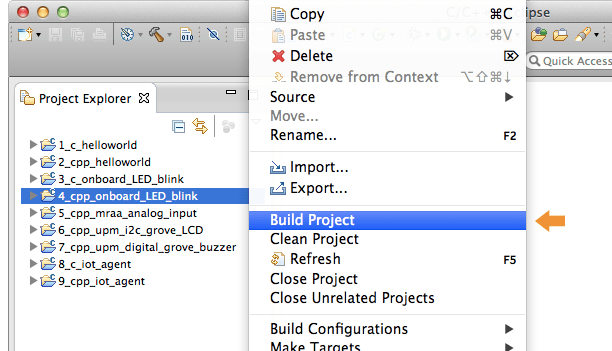 C/C
pse
Quick Access
Project Explorer
1_c_helloworld
2_cpp_helloworld
3_c_onboard_LED_blink
4_cpp_onboard_LED_blink
5_cpp_mraa_analog_input
6_cpp_upm_i2c_grove_LCD
7_cpp_upm_digital_grove_buzzer
8_c_iot_agent
9_cpp_iot_agent
Copy ⌘C
Paste ⌘V
Delete ⌦
Remove from Context ⌥⇧⌘↓
Source
Move...
Rename... F2
Import...
Export...
Build Project
Clean Project
Refresh F5
Close Project
Close Unrelated Projects
Build Configurations
Make Targets